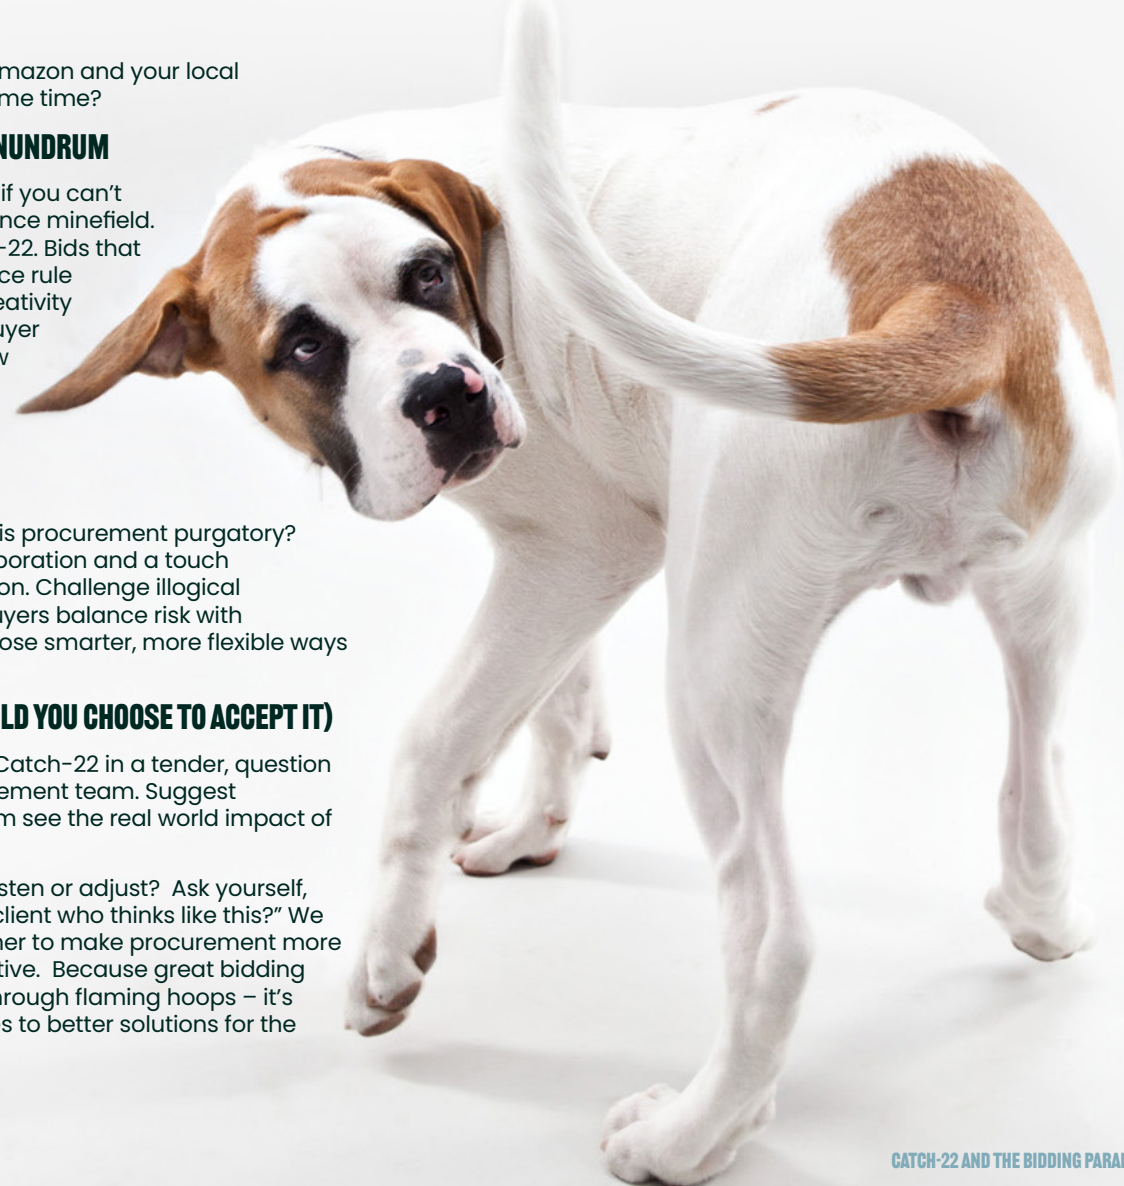 mazon and your local
me time?
NUNDRUM
if you can't
nce minefield.
-22. Bids that
ce rule
eativity
uyer
w
is procurement purgatory?
boration and a touch
on. Challenge illogical
uyers balance risk with
ose smarter, more flexible ways
LD YOU CHOOSE TO ACCEPT IT)
Catch-22 in a tender, question
ement team. Suggest
m see the real world impact of
sten or adjust?  Ask yourself,
client who thinks like this?” We
her to make procurement more
tive.  Because great bidding
hrough flaming hoops – it’s
s to better solutions for the
CATCH-22 AND THE BIDDING PARA